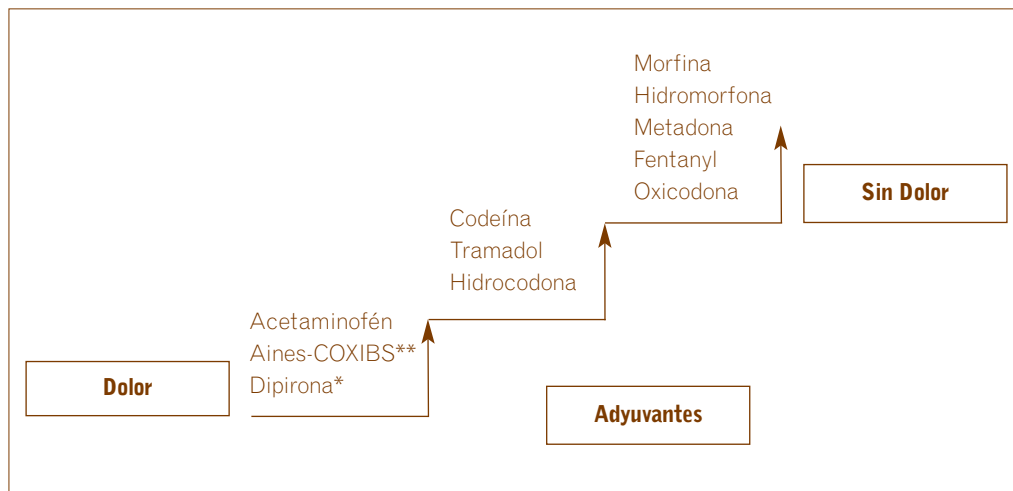 Morfina
Hidromorfona
Metadona
Fentanyl
Oxicodona
Sin Dolor
Codeína
Tramadol
Hidrocodona
Acetaminofén
Aines-COXIBS**
Dipirona*
Dolor
Adyuvantes